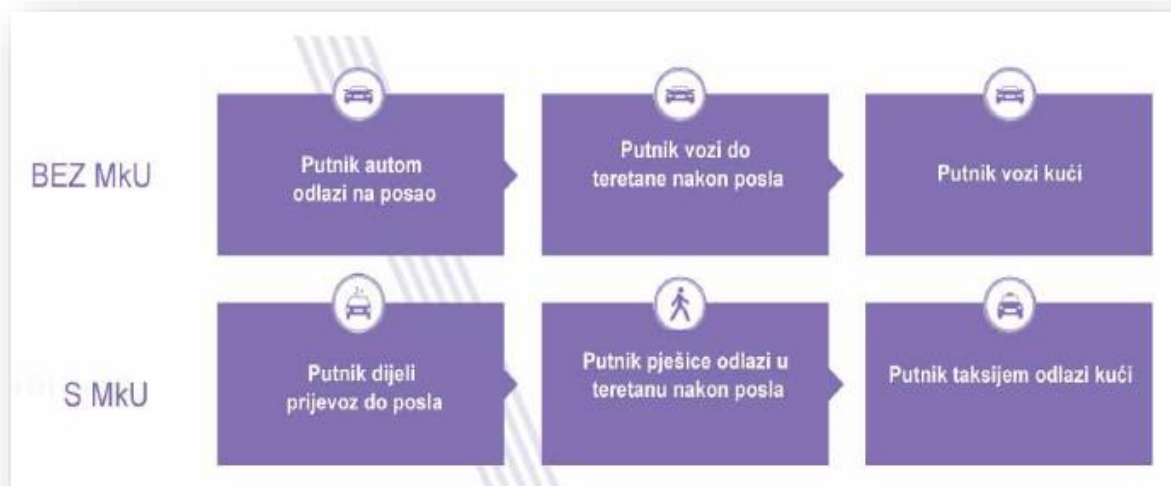 BEZ MkU
Putnik autom
odlazi na posao
Putnik vozi do
teretane nakon posla
Putnik vozi kući
S MkU
Putnik dijeli
prijevoz do posla
Putnik pješice odlazi u
teretanu nakon posla
Putnik taksijem odlazi kući